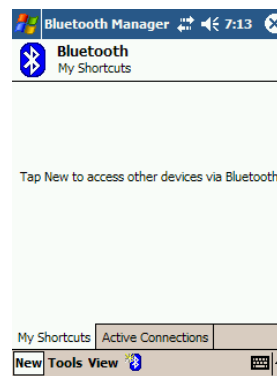 Bluetooth Manager 7:13
Bluetooth
My Shortcuts
Tap New to access other devices via Bluetooth
My Shortcuts Active Connections
New Tools View